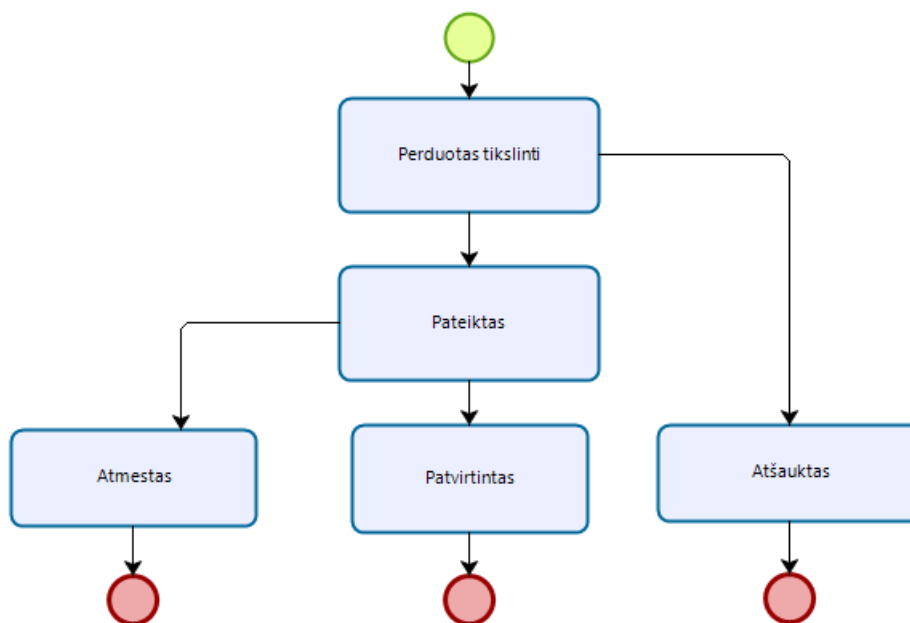 Perduotas tikslinti
Pateiktas
Atmestas
Patvirtintas
Atšauktas